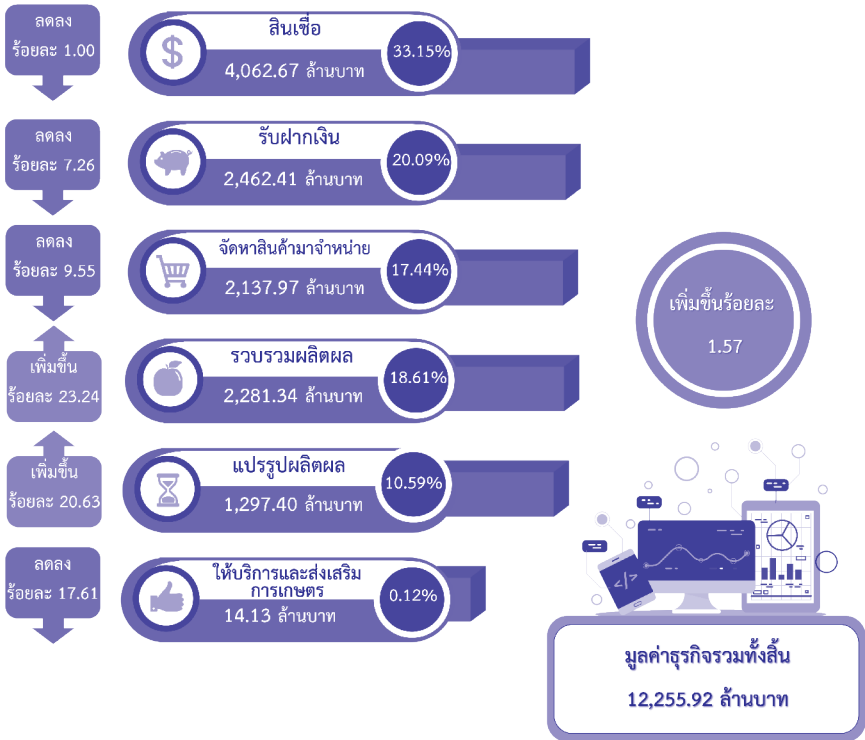 ลดลง
ร้อยละ 1.00
สินเชื่อ
4,062.67 ล้านบาท
33.15%
ลดลง
ร้อยละ 7.26
รับฝากเงิน
2,462.41 ล้านบาท
20.09%
ลดลง
ร้อยละ 9.55
จัดหาสินค้ามาจำหน่าย
2,137.97 ล้านบาท
17.44%
เพิ่มขึ้น
ร้อยละ 23.24
รวบรวมผลิตผล
2,281.34 ล้านบาท
18.61%
เพิ่มขึ้น
ร้อยละ 20.63
แปรรูปผลิตผล
1,297.40 ล้านบาท
10.59%
ลดลง
ร้อยละ 17.61
ให้บริการและส่งเสริม
การเกษตร
14.13 ล้านบาท
0.12%
เพิ่มขึ้นร้อยละ
1.57
</>
มูลค่าธุรกิจรวมทั้งสิ้น
12,255.92 ล้านบาท